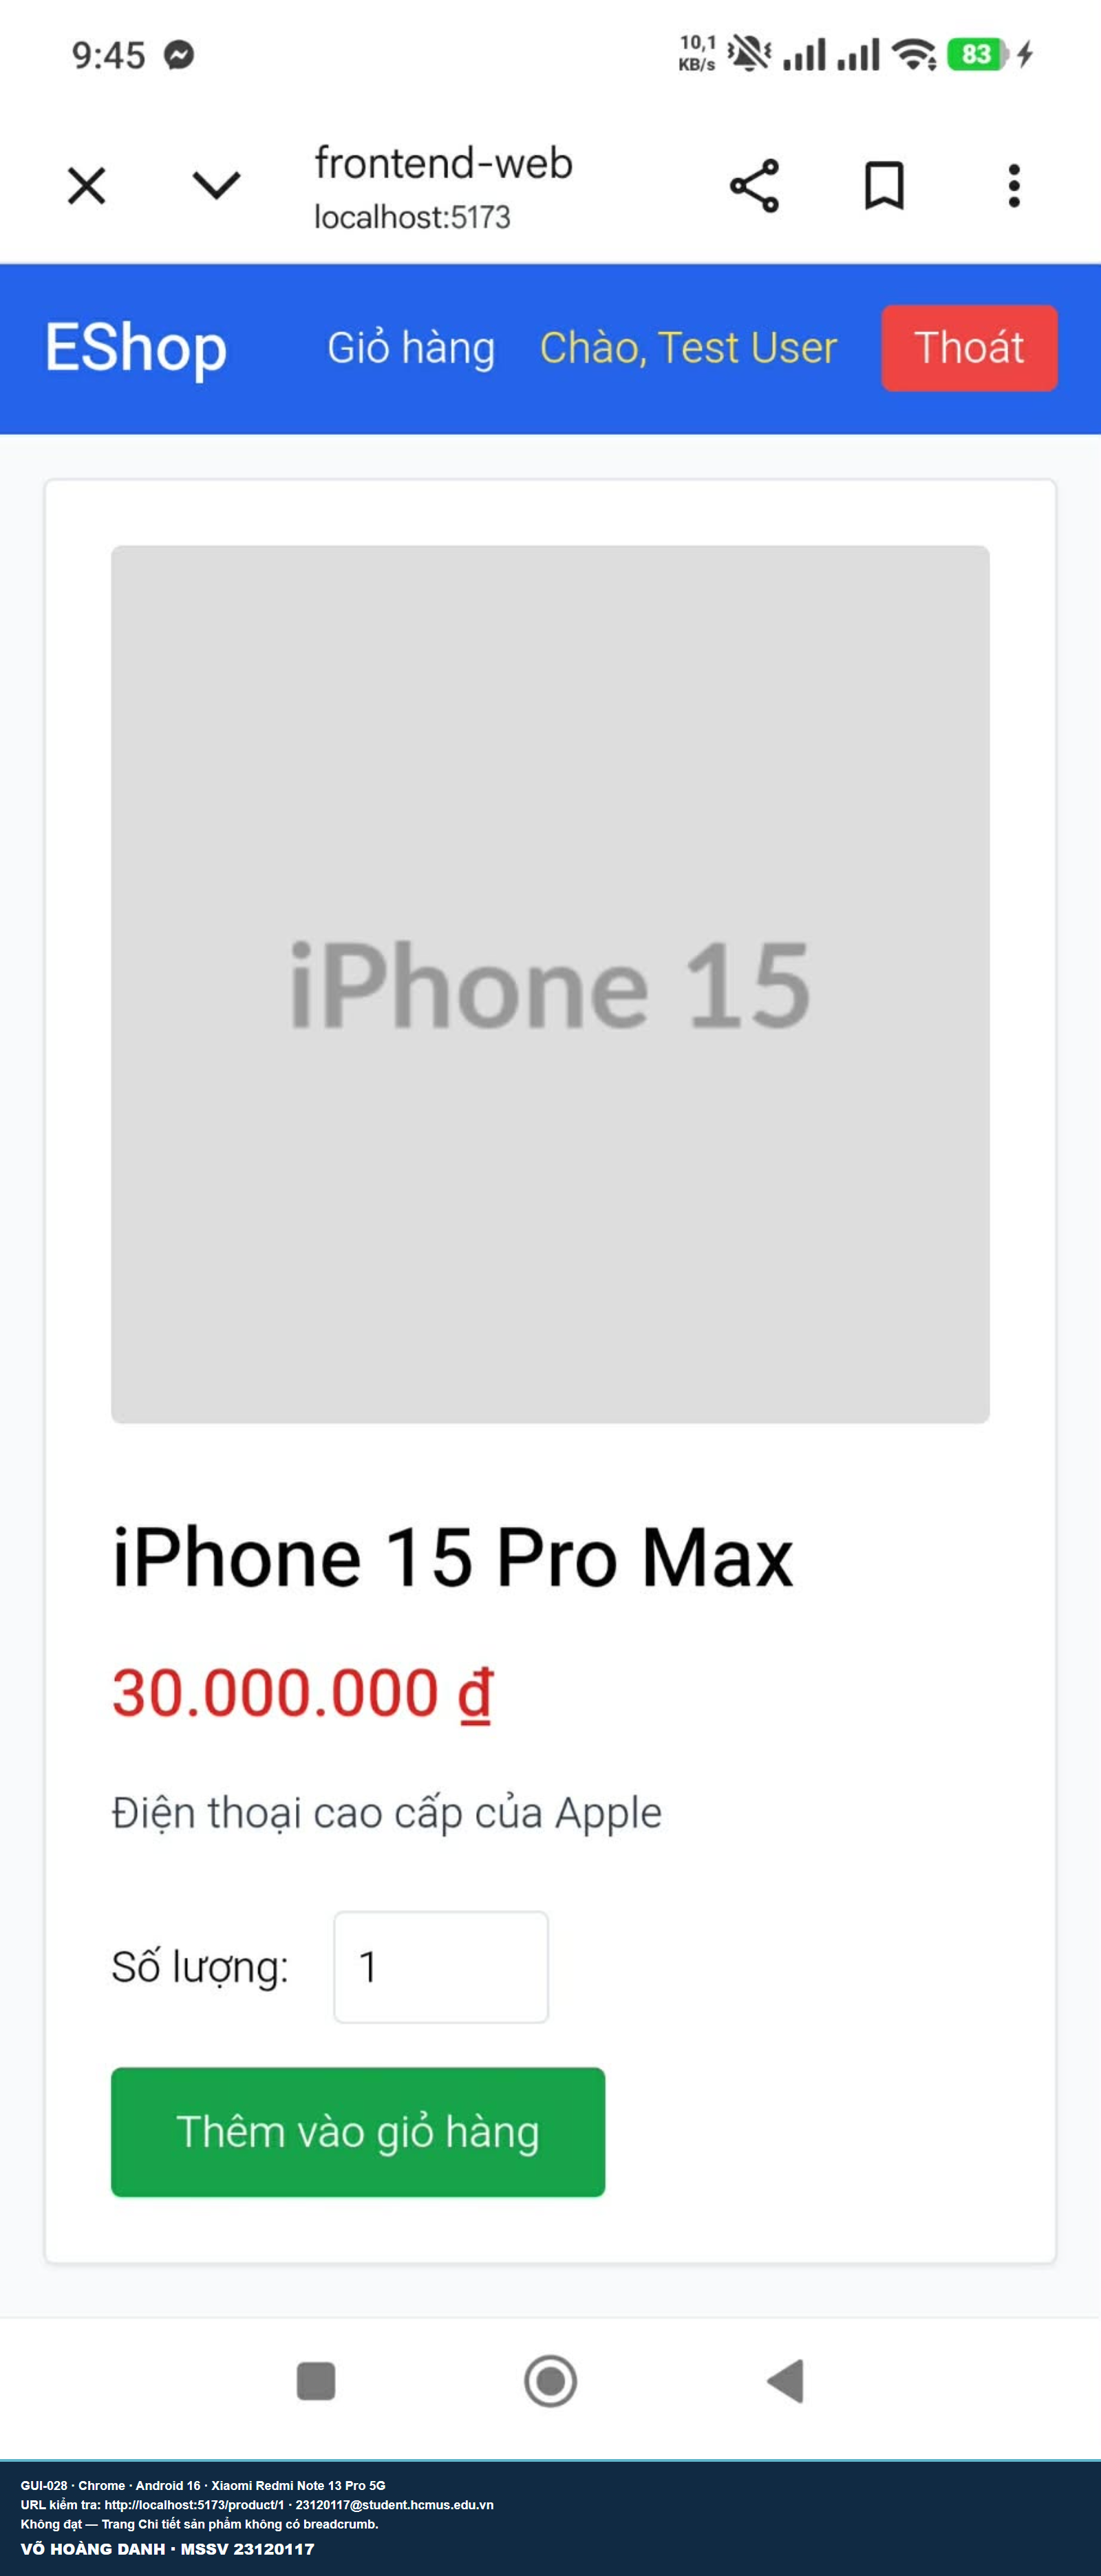 9:45
10,1
KB/s
83
frontend-web
localhost:5173
EShop Giỏ hàng Chào, Test User Thoát
iPhone 15
iPhone 15 Pro Max
30.000.000 ₫
Điện thoại cao cấp của Apple
Số lượng: 1
Thêm vào giỏ hàng
GUI-028 · Chrome · Android 16 · Xiaomi Redmi Note 13 Pro 5G
URL kiểm tra: http://localhost:5173/product/1 · 23120117@student.hcmus.edu.vn
Không đạt — Trang Chi tiết sản phẩm không có breadcrumb.
VÕ HOÀNG DANH · MSSV 23120117